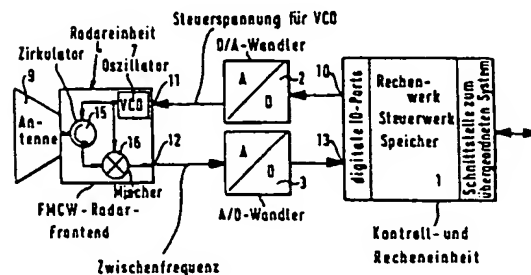 Steuerspannung für VCO
Radareinheit
D/A-Wandler
Zirkulator
7 Oszillator
9
11
VCO
A
D
2
10
An-
tenne
15
16
12
Mischer
A
D
3
13
digitale IO-Ports
Rechen-
werk
Steuerwerk
Speicher
1
Schnittstelle zum
übergeordneten System
FMCW-Radar-
Frontend
A/D-Wandler
Kontroll- und
Recheneinheit
Zwischenfrequenz